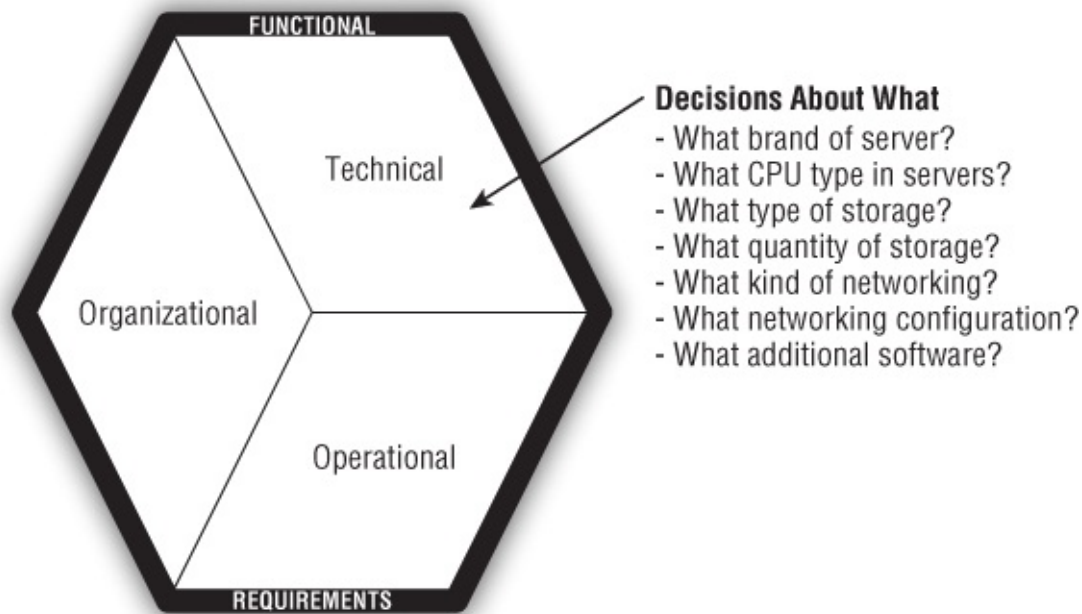 FUNCTIONAL
Technical
Organizational
Operational
REQUIREMENTS
Decisions About What
- What brand of server?
- What CPU type in servers?
- What type of storage?
- What quantity of storage?
- What kind of networking?
- What networking configuration?
- What additional software?